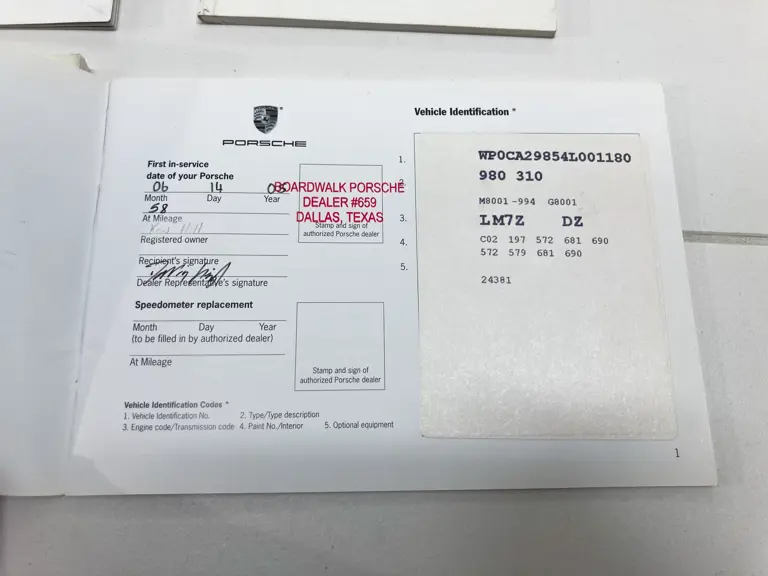 PORSCHE
First in-service
date of your Porsche
06 14 05
Month Day Year
58
At Mileage
Registered owner
Recipient's signature
Dealer Representative's signature
BOARDWALK PORSCHE
DEALER #659
DALLAS, TEXAS
Stamp and sign of
authorized Porsche dealer
Speedometer replacement
Month Day Year
(to be filled in by authorized dealer)
At Mileage
Stamp and sign of
authorized Porsche dealer
Vehicle Identification Codes *
1. Vehicle Identification No. 2. Type/Type description
3. Engine code/Transmission code 4. Paint No./Interior 5. Optional equipment
Vehicle Identification *
1. WP0CA29854L001180
2. 980 310
3. M8001-994 G8001
LM7Z DZ
4. C02 197 572 681 690
572 579 681 690
5.
24381
1